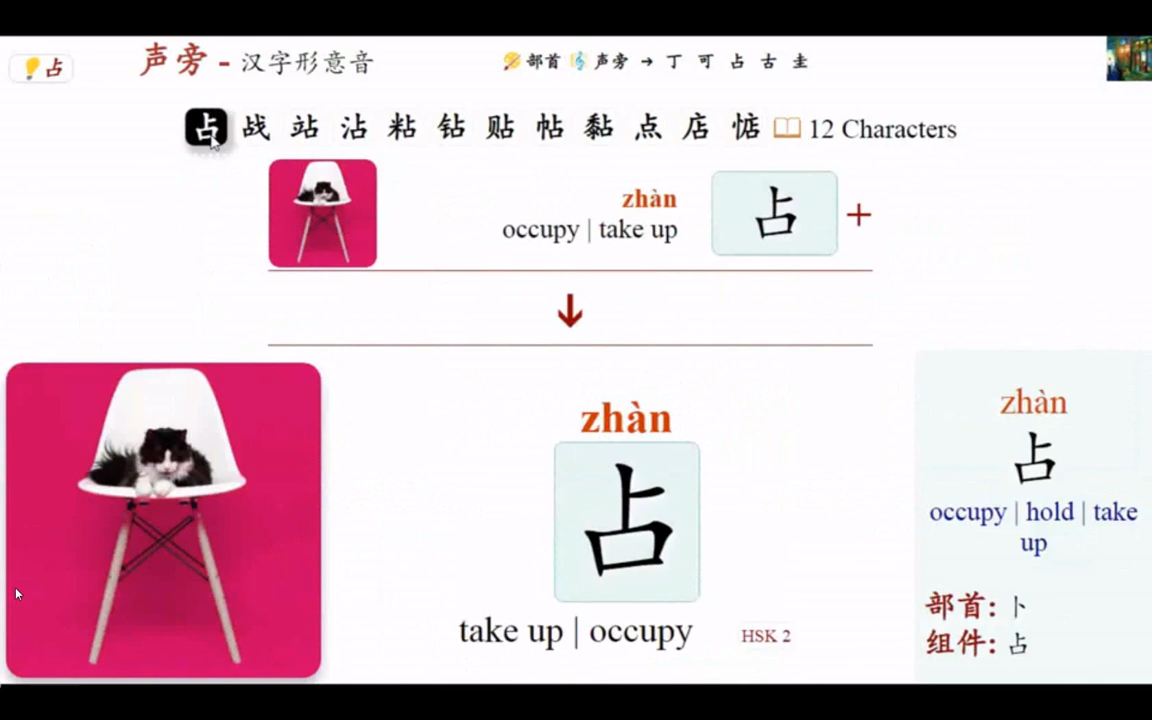 占
声旁 - 汉字形意音
部首 声旁 → 丁 可 占 古 圭
占 战 站 沾 粘 钻 贴 帖 黏 点 店 惦 12 Characters
zhàn
occupy | take up
占 +
↓
zhàn
占
take up | occupy
HSK 2
zhàn
占
occupy | hold | take
up
部首: 卜
组件: 占